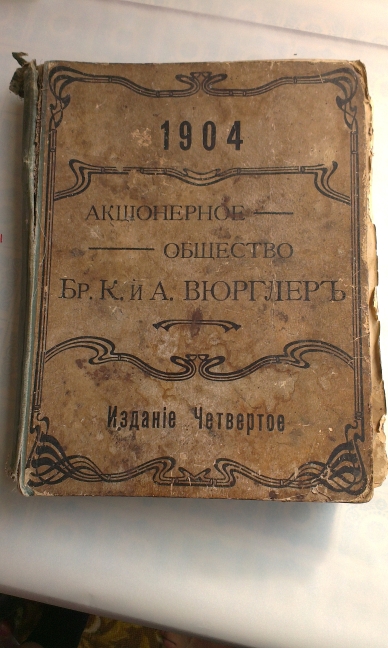 1904
АКЦІОНЕРНОЕ —
— ОБЩЕСТВО
БР. К. и А. ВЮРГЛЕРЪ
Изданіе Четвертое